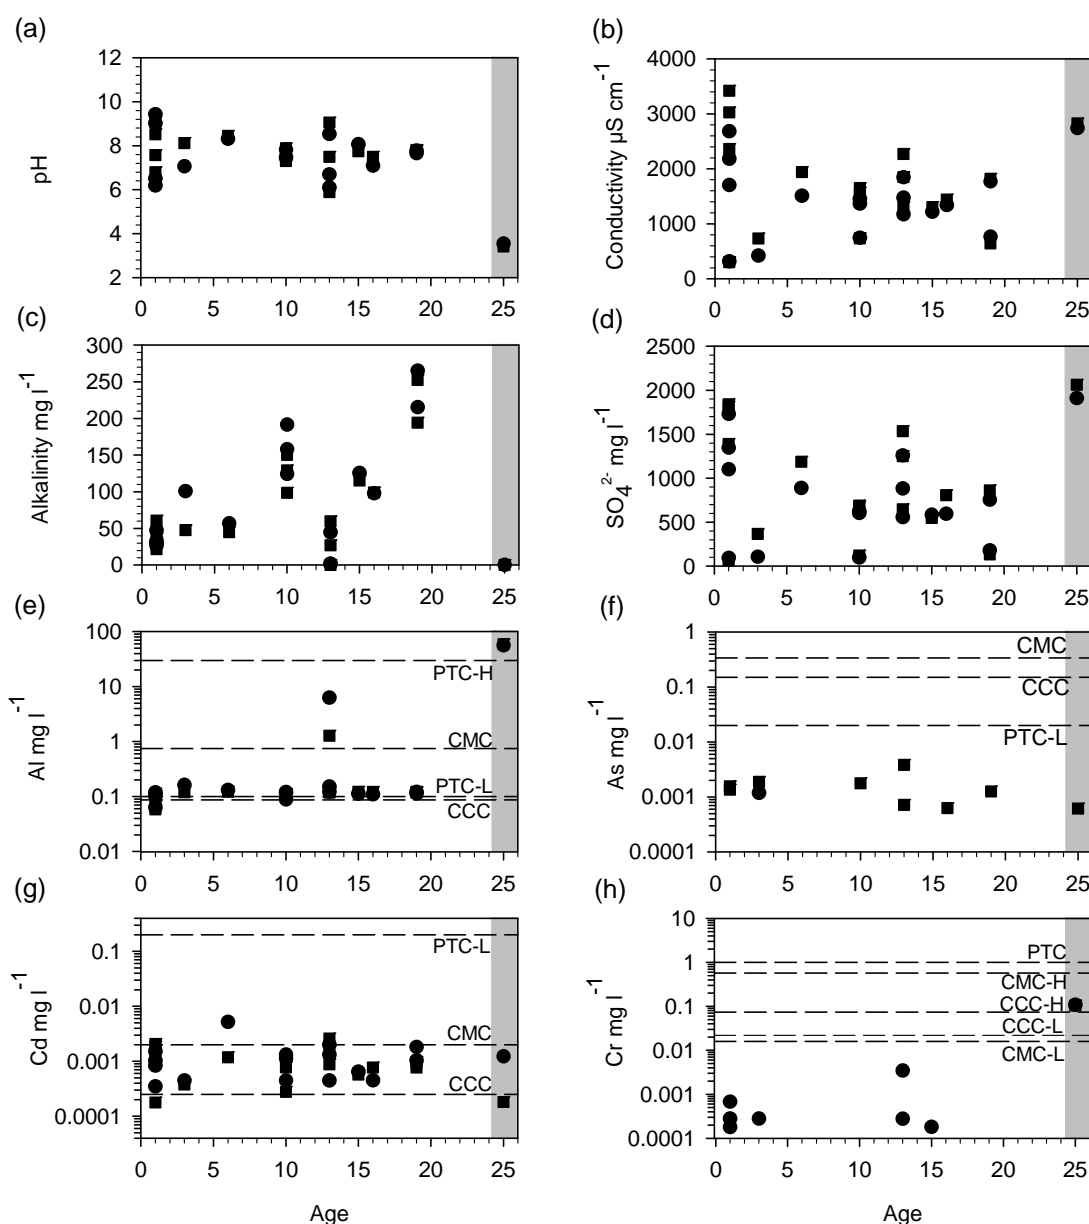 (a)
pH
12
10
8
6
4
2
0 5 10 15 20 25
(b)
Conductivity µS cm⁻¹
4000
3000
2000
1000
0
0 5 10 15 20 25
(c)
Alkalinity mg l⁻¹
300
250
200
150
100
50
0
0 5 10 15 20 25
(d)
SO₄²⁻ mg l⁻¹
2500
2000
1500
1000
500
0
0 5 10 15 20 25
(e)
Al mg l⁻¹
100
10
1
0.1
0.01
PTC-H
CMC
PTC-L
CCC
0 5 10 15 20 25
(f)
As mg l⁻¹
1
0.1
0.01
0.001
0.0001
CMC
CCC
PTC-L
0 5 10 15 20 25
(g)
Cd mg l⁻¹
0.1
0.01
0.001
0.0001
PTC-L
CMC
CCC
0 5 10 15 20 25
Age
(h)
Cr mg l⁻¹
10
1
0.1
0.01
0.001
0.0001
PTC
CMC-H
CCC-H
CCC-L
CMC-L
0 5 10 15 20 25
Age